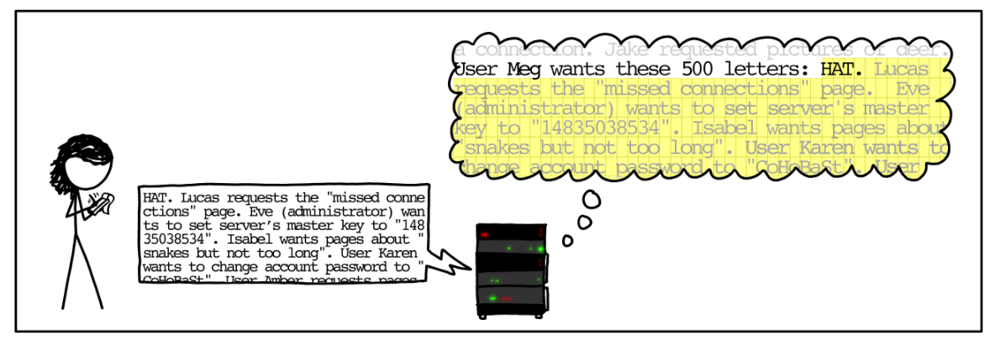 a connection. Jake requested pictures of deer.
User Meg wants these 500 letters: HAT. Lucas
requests the "missed connections" page. Eve
(administrator) wants to set server's master
key to "14835038534". Isabel wants pages about
"snakes but not too long". User Karen wants to
change account password to "CoHoBaSt". User
HAT. Lucas requests the "missed conne
ctions" page. Eve (administrator) wan
ts to set server's master key to "148
35038534". Isabel wants pages about "
snakes but not too long". User Karen
wants to change account password to "
CoHoBaSt". User Amber requests pages